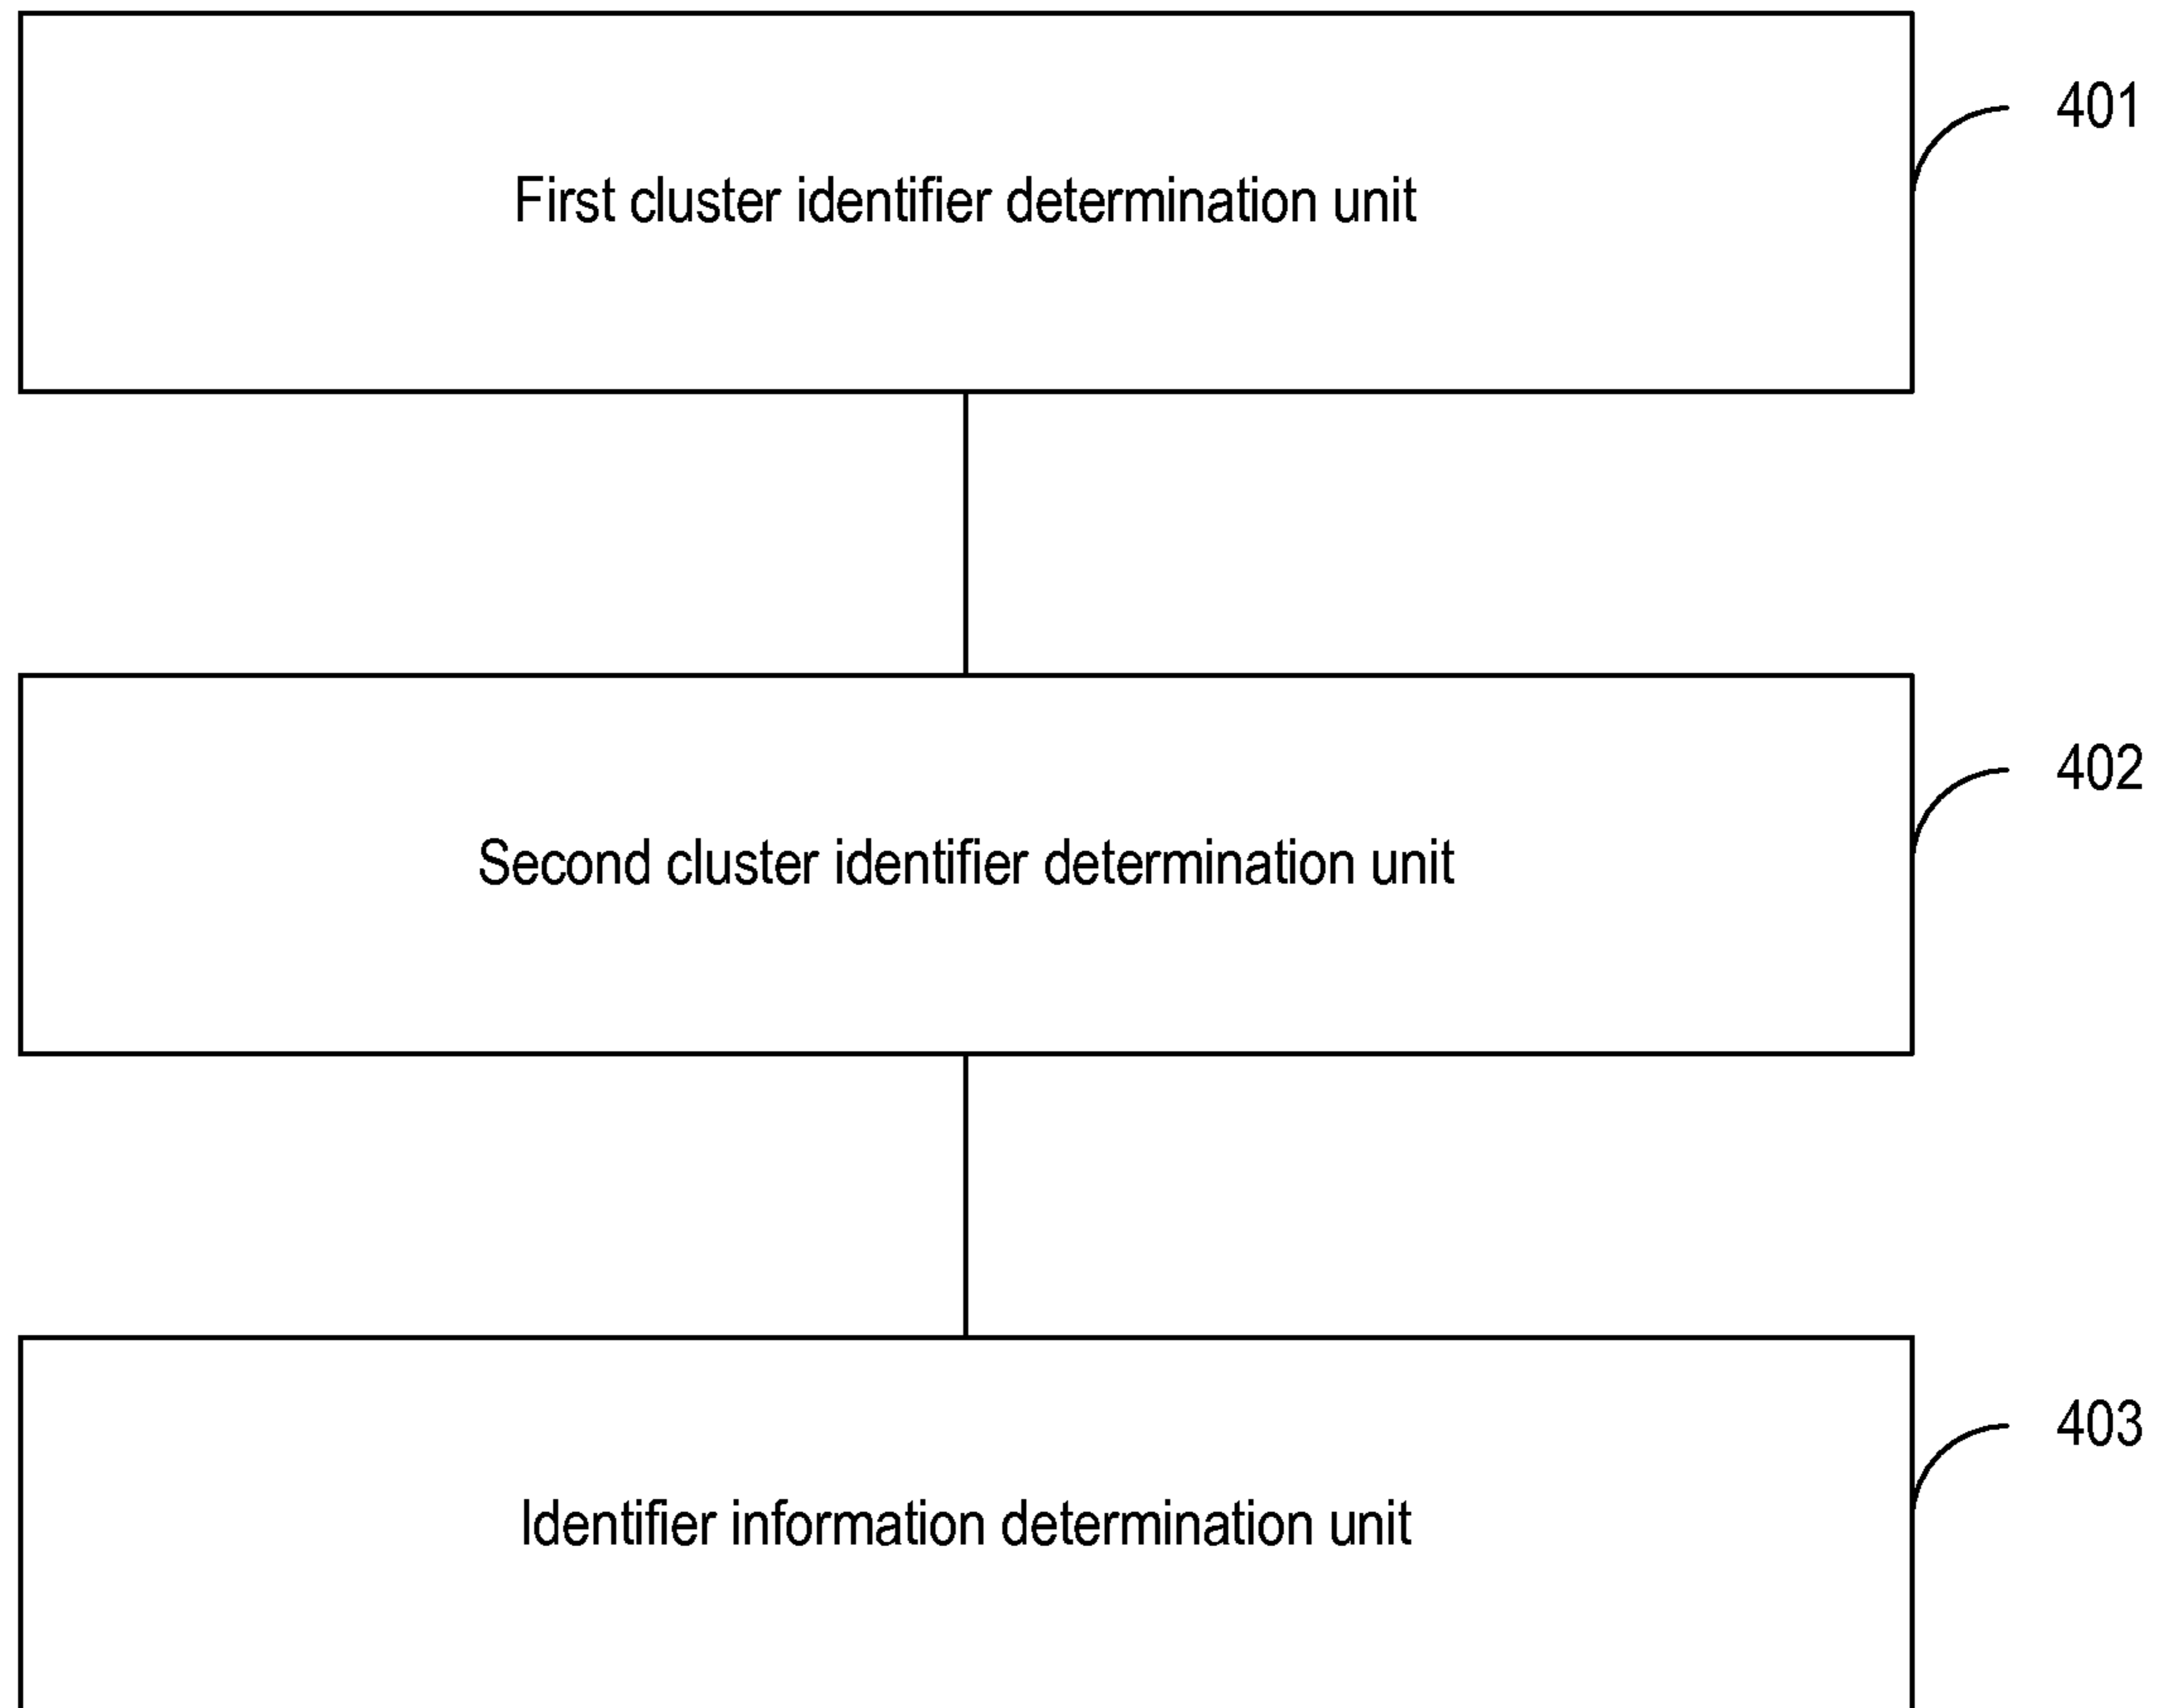 401
First cluster identifier determination unit
402
Second cluster identifier determination unit
403
Identifier information determination unit